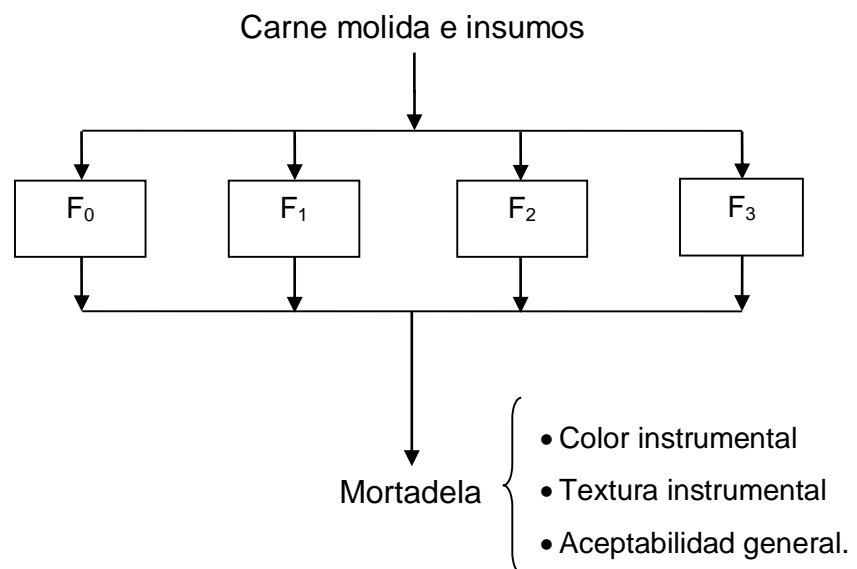 Carne molida e insumos
F₀
F₁
F₂
F₃
Mortadela
• Color instrumental
• Textura instrumental
• Aceptabilidad general.